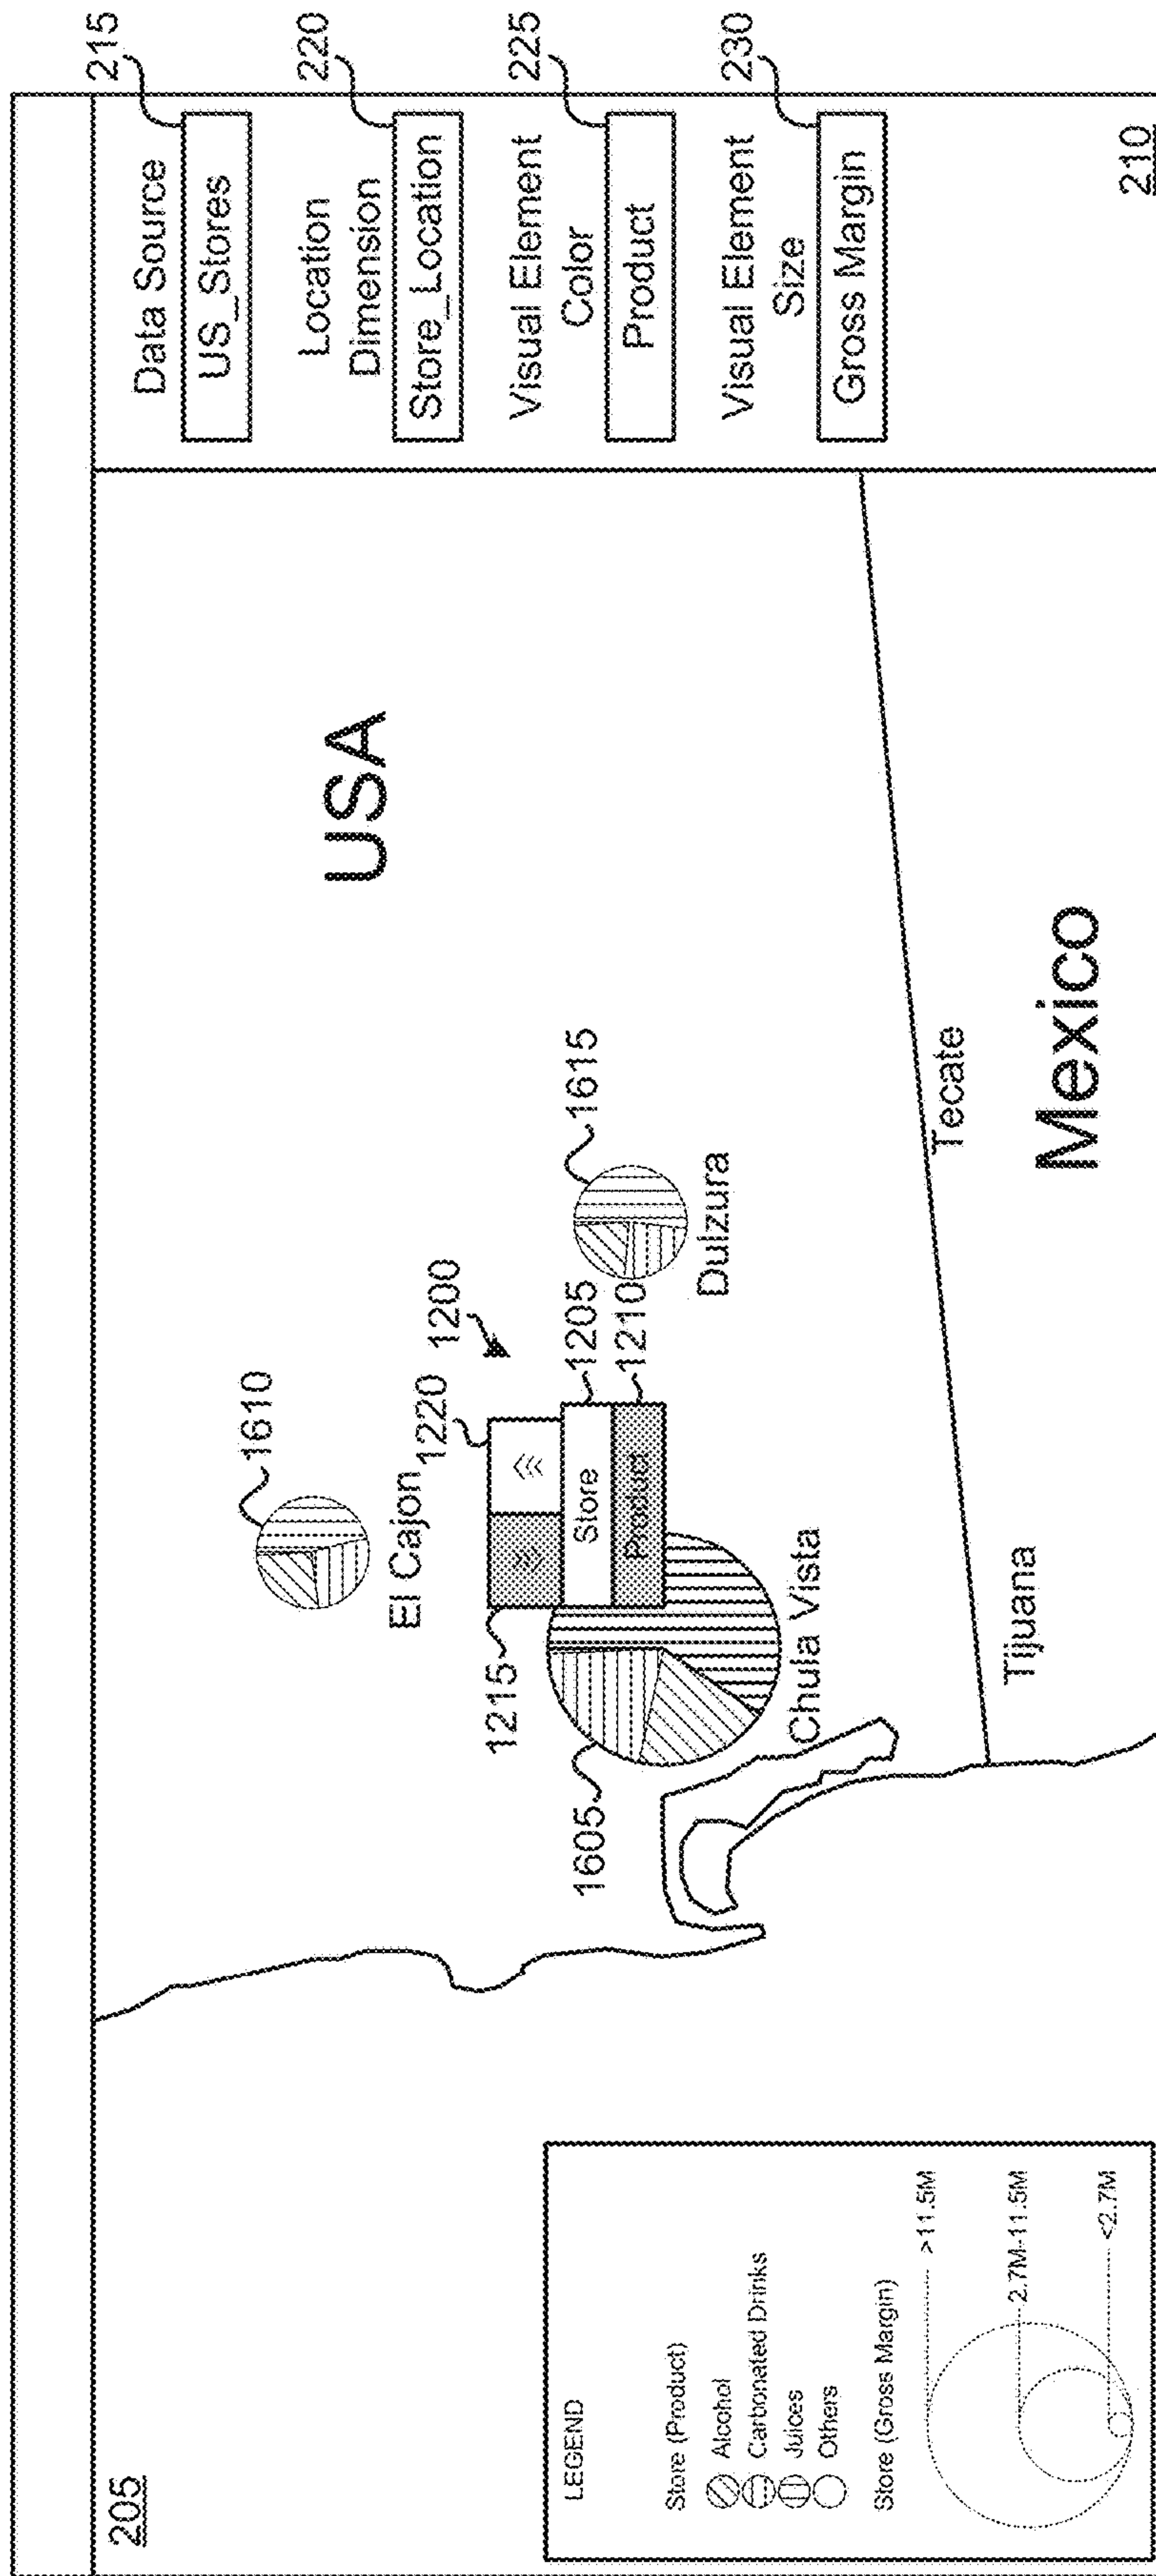 205
215
Data Source
US_Stores
220
Location
Dimension
Store_Location
225
Visual Element
Color
Product
230
Visual Element
Size
Gross Margin
210
USA
1610
El Cajon
1220
1200
1215
Store
1205
Product
1210
1615
Dulzura
1605
Chula Vista
Tecate
Tijuana
Mexico
LEGEND
Store (Product)
Alcohol
Carbonated Drinks
Juices
Others
Store (Gross Margin)
>11.5M
2.7M-11.5M
<2.7M